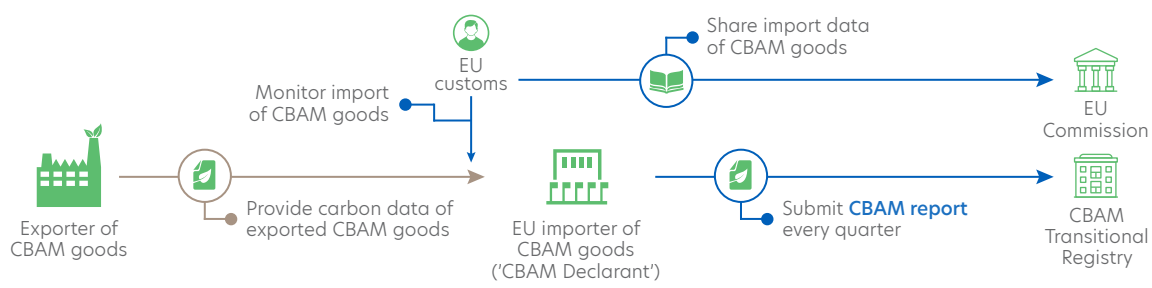 Share import data
of CBAM goods
EU
customs
Monitor import
of CBAM goods
EU
Commission
Exporter of
CBAM goods
Provide carbon data of
exported CBAM goods
EU importer of
CBAM goods
('CBAM Declarant')
Submit CBAM report
every quarter
CBAM
Transitional
Registry